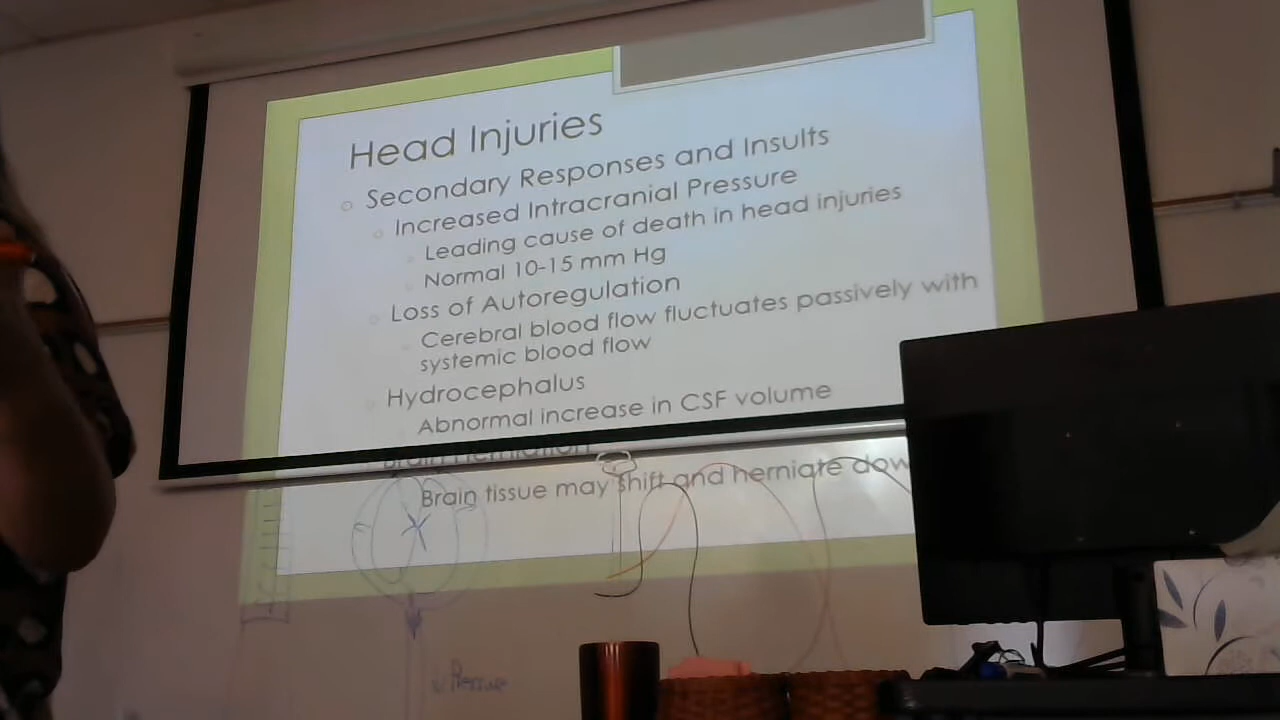 Head Injuries
Secondary Responses and Insults
Increased Intracranial Pressure
Leading cause of death in head injuries
Normal 10-15 mm Hg
Loss of Autoregulation
Cerebral blood flow fluctuates passively with
systemic blood flow
Hydrocephalus
Abnormal increase in CSF volume
Brain Herniation
Brain tissue may shift and herniate dow